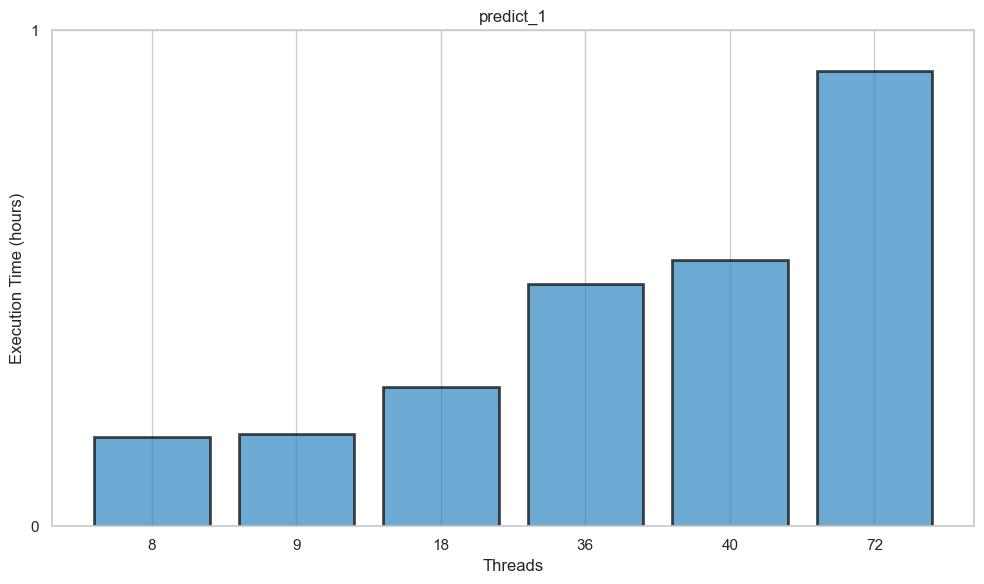 predict_1
Execution Time (hours)
1
0
8 9 18 36 40 72
Threads